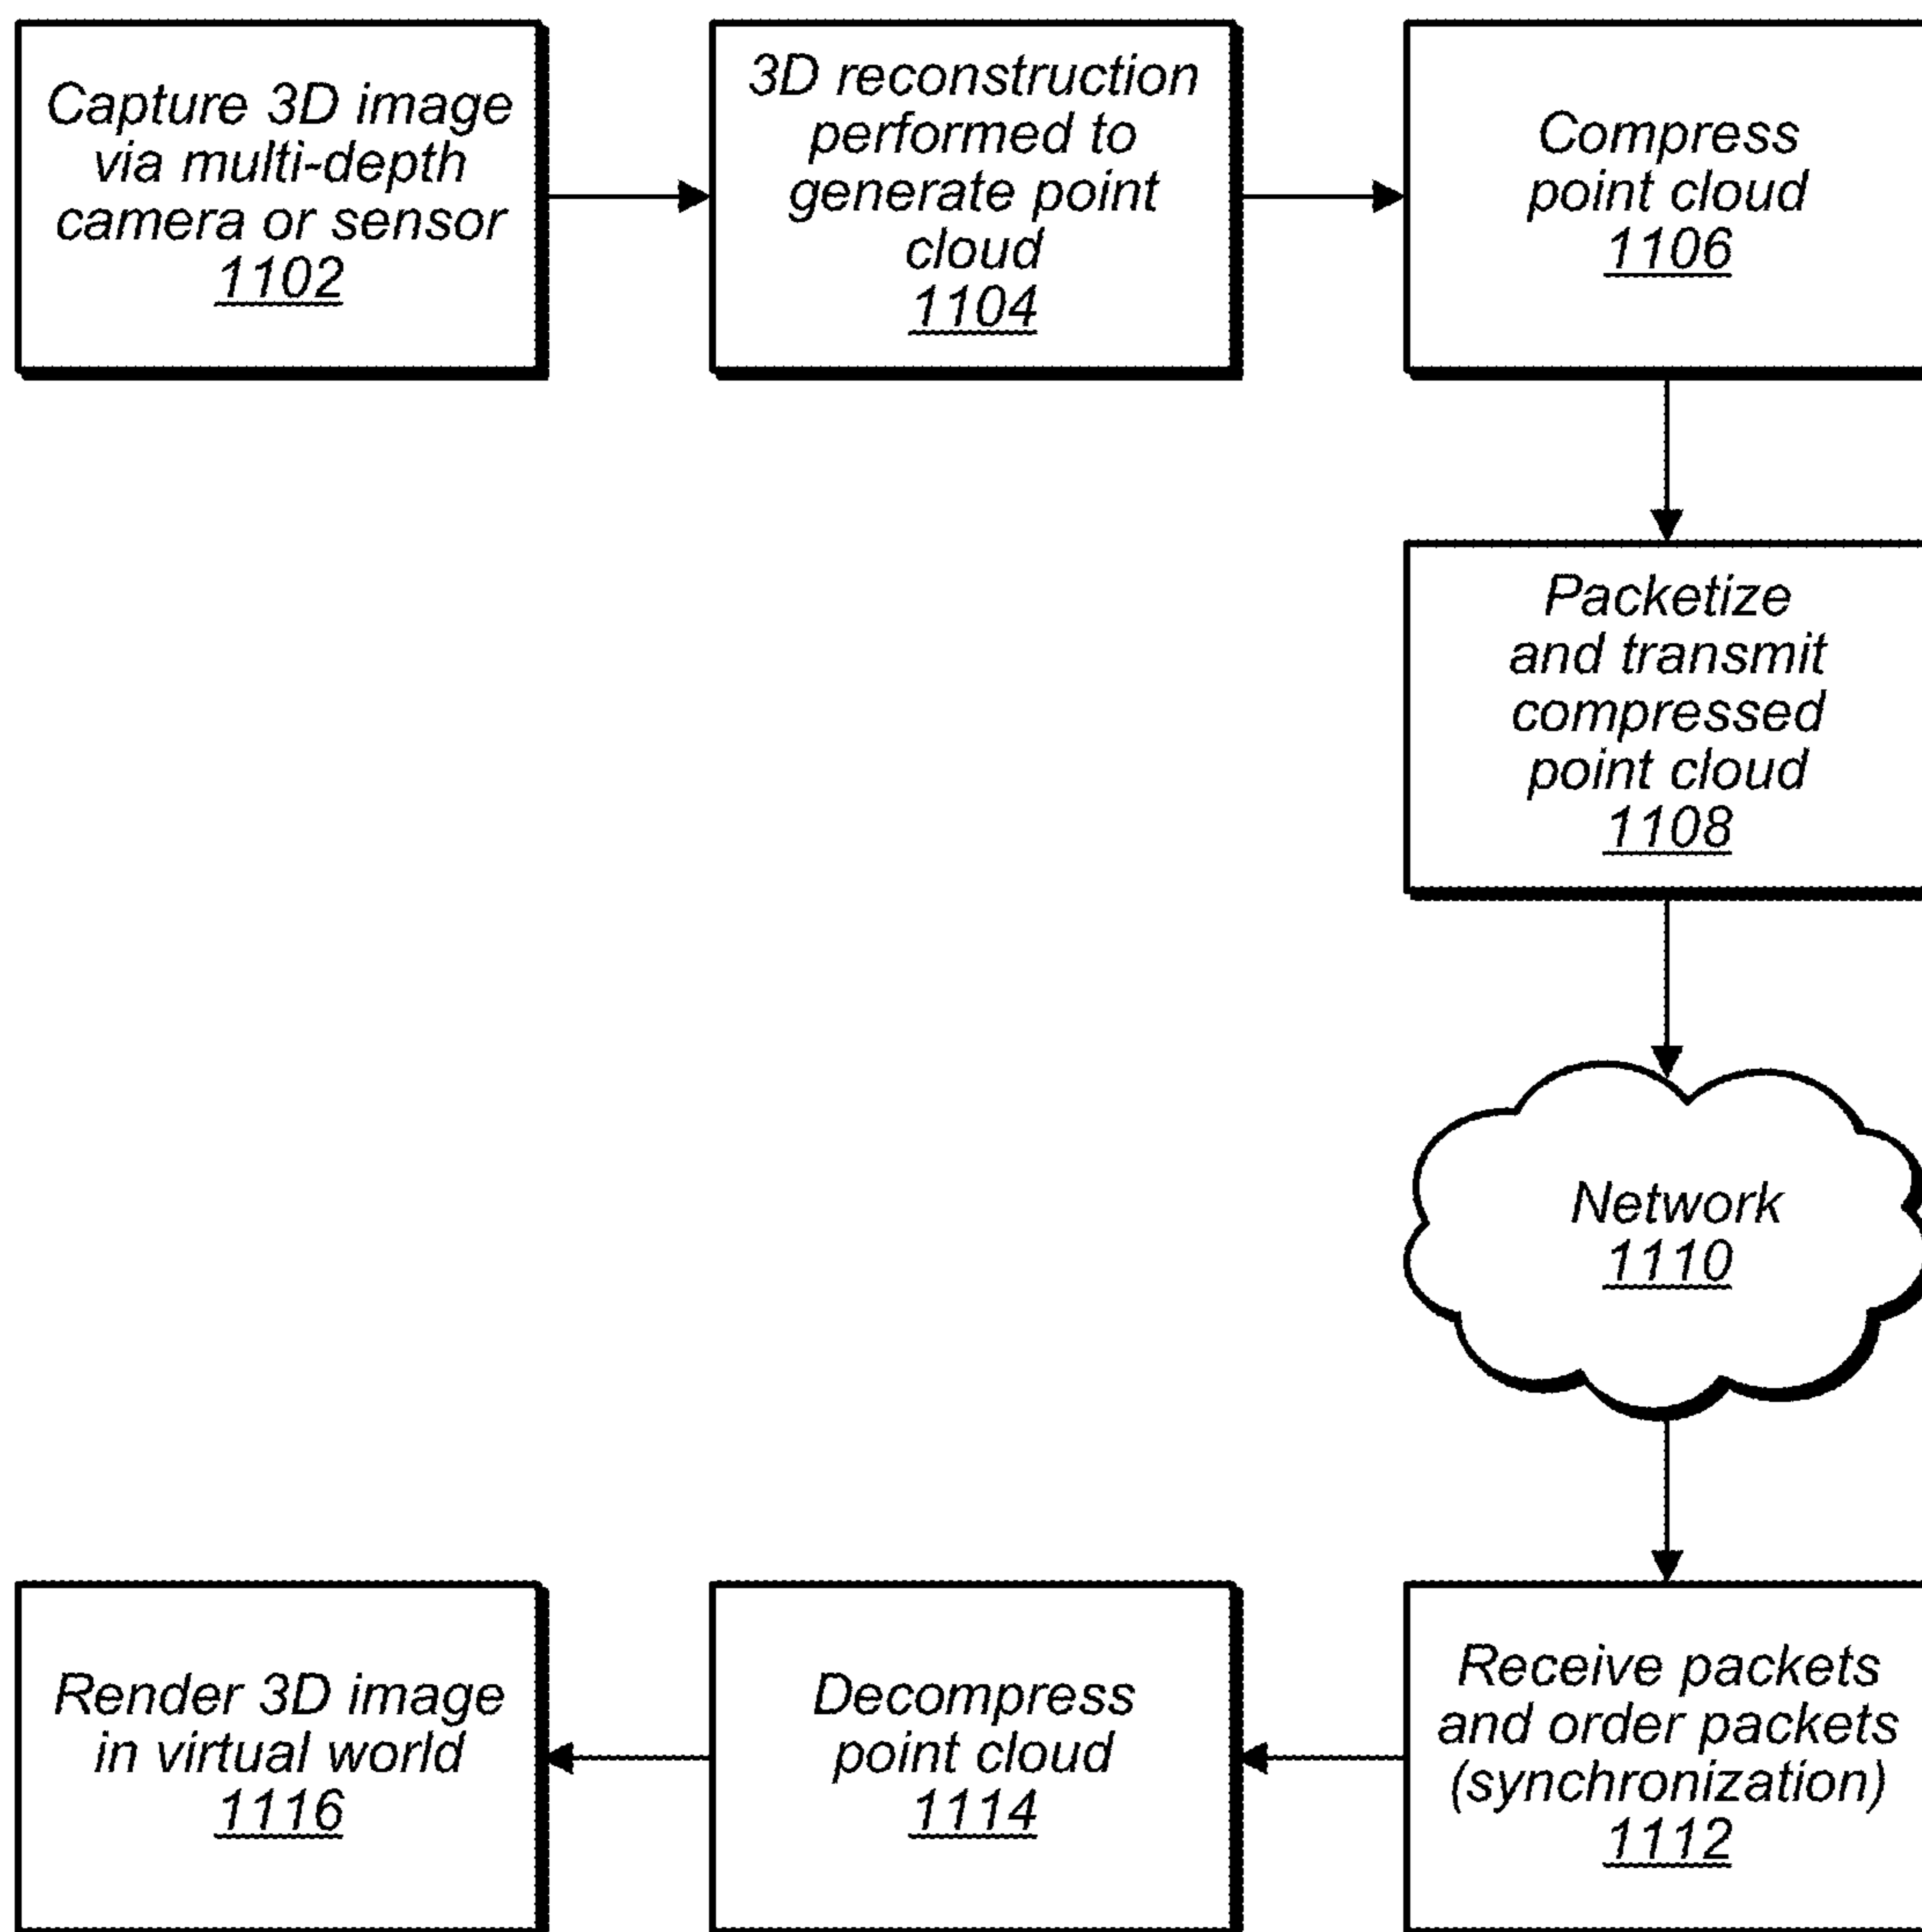 Capture 3D image
via multi-depth
camera or sensor
1102
3D reconstruction
performed to
generate point
cloud
1104
Compress
point cloud
1106
Packetize
and transmit
compressed
point cloud
1108
Network
1110
Receive packets
and order packets
(synchronization)
1112
Decompress
point cloud
1114
Render 3D image
in virtual world
1116